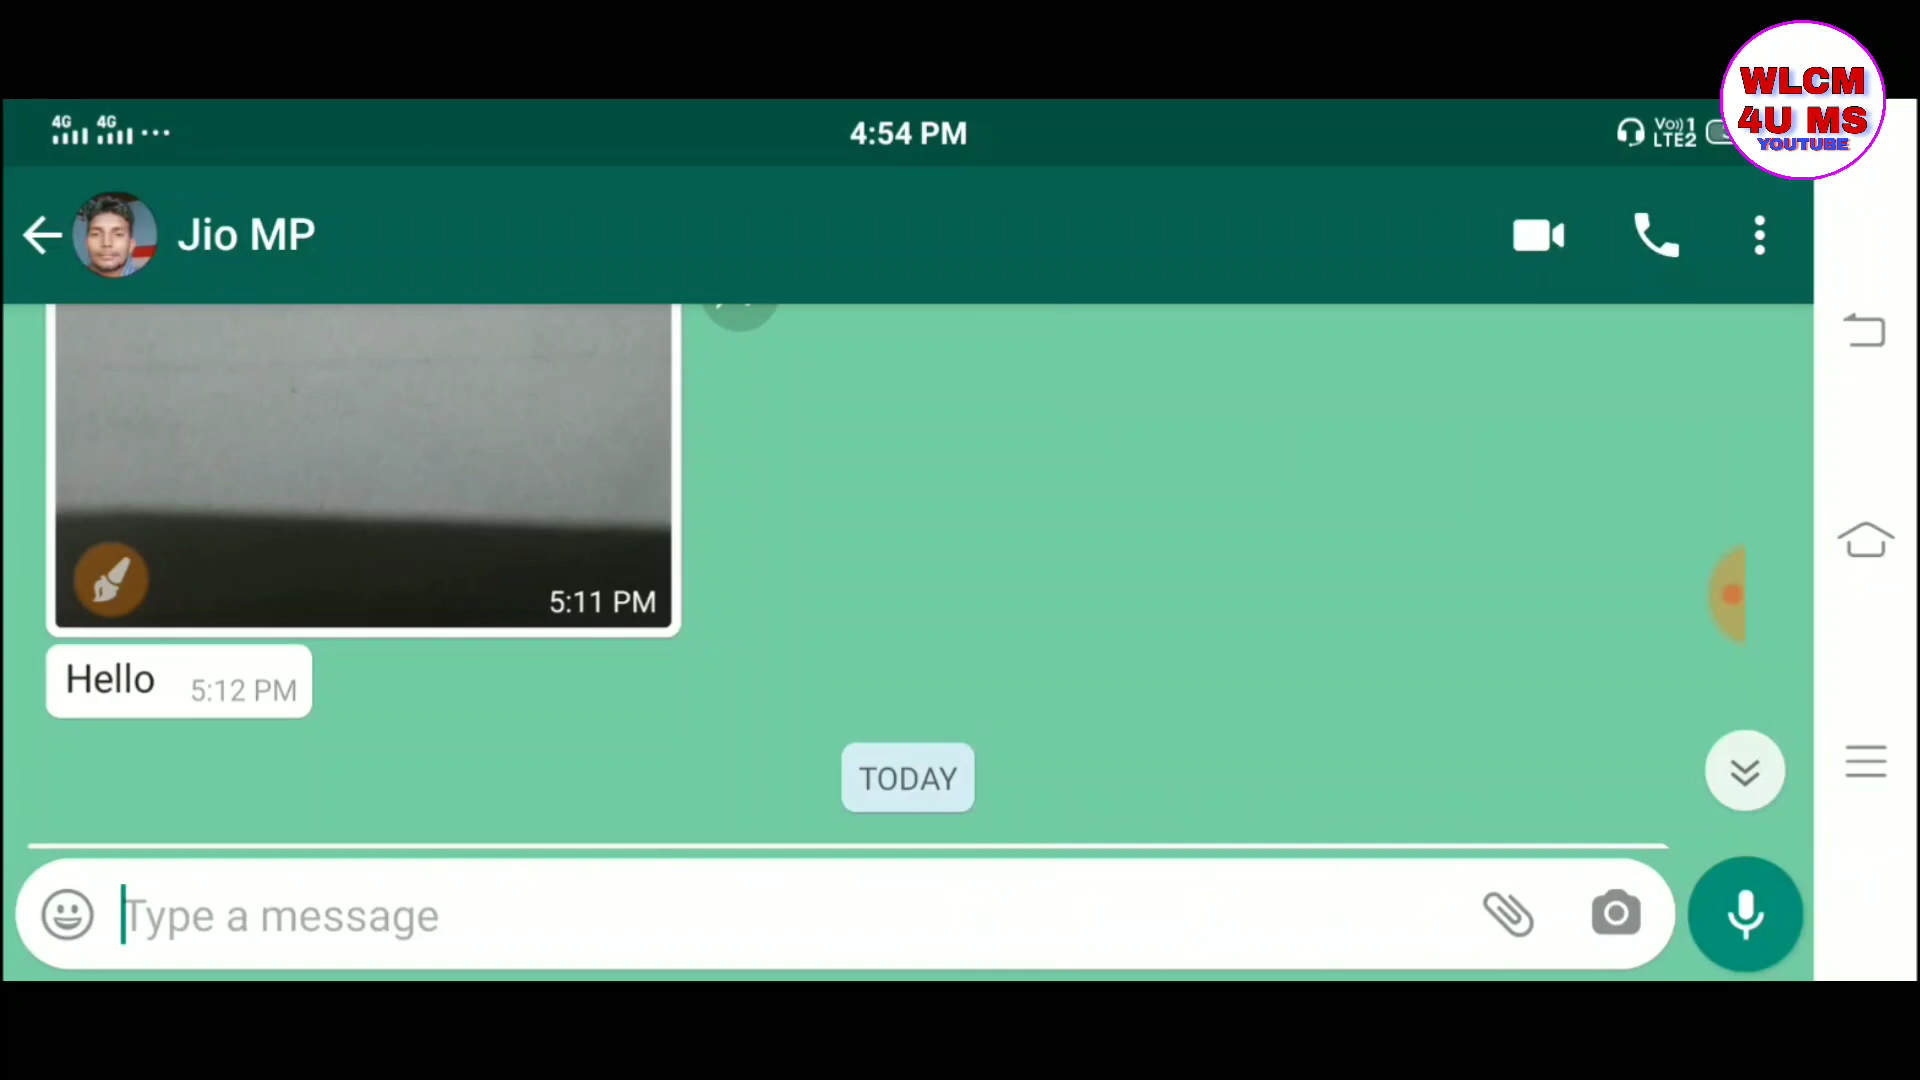 WLCM
4U MS
YOUTUBE
4G 4G
4:54 PM
Vo)) 1
LTE2
Jio MP
5:11 PM
Hello 5:12 PM
TODAY
Type a message